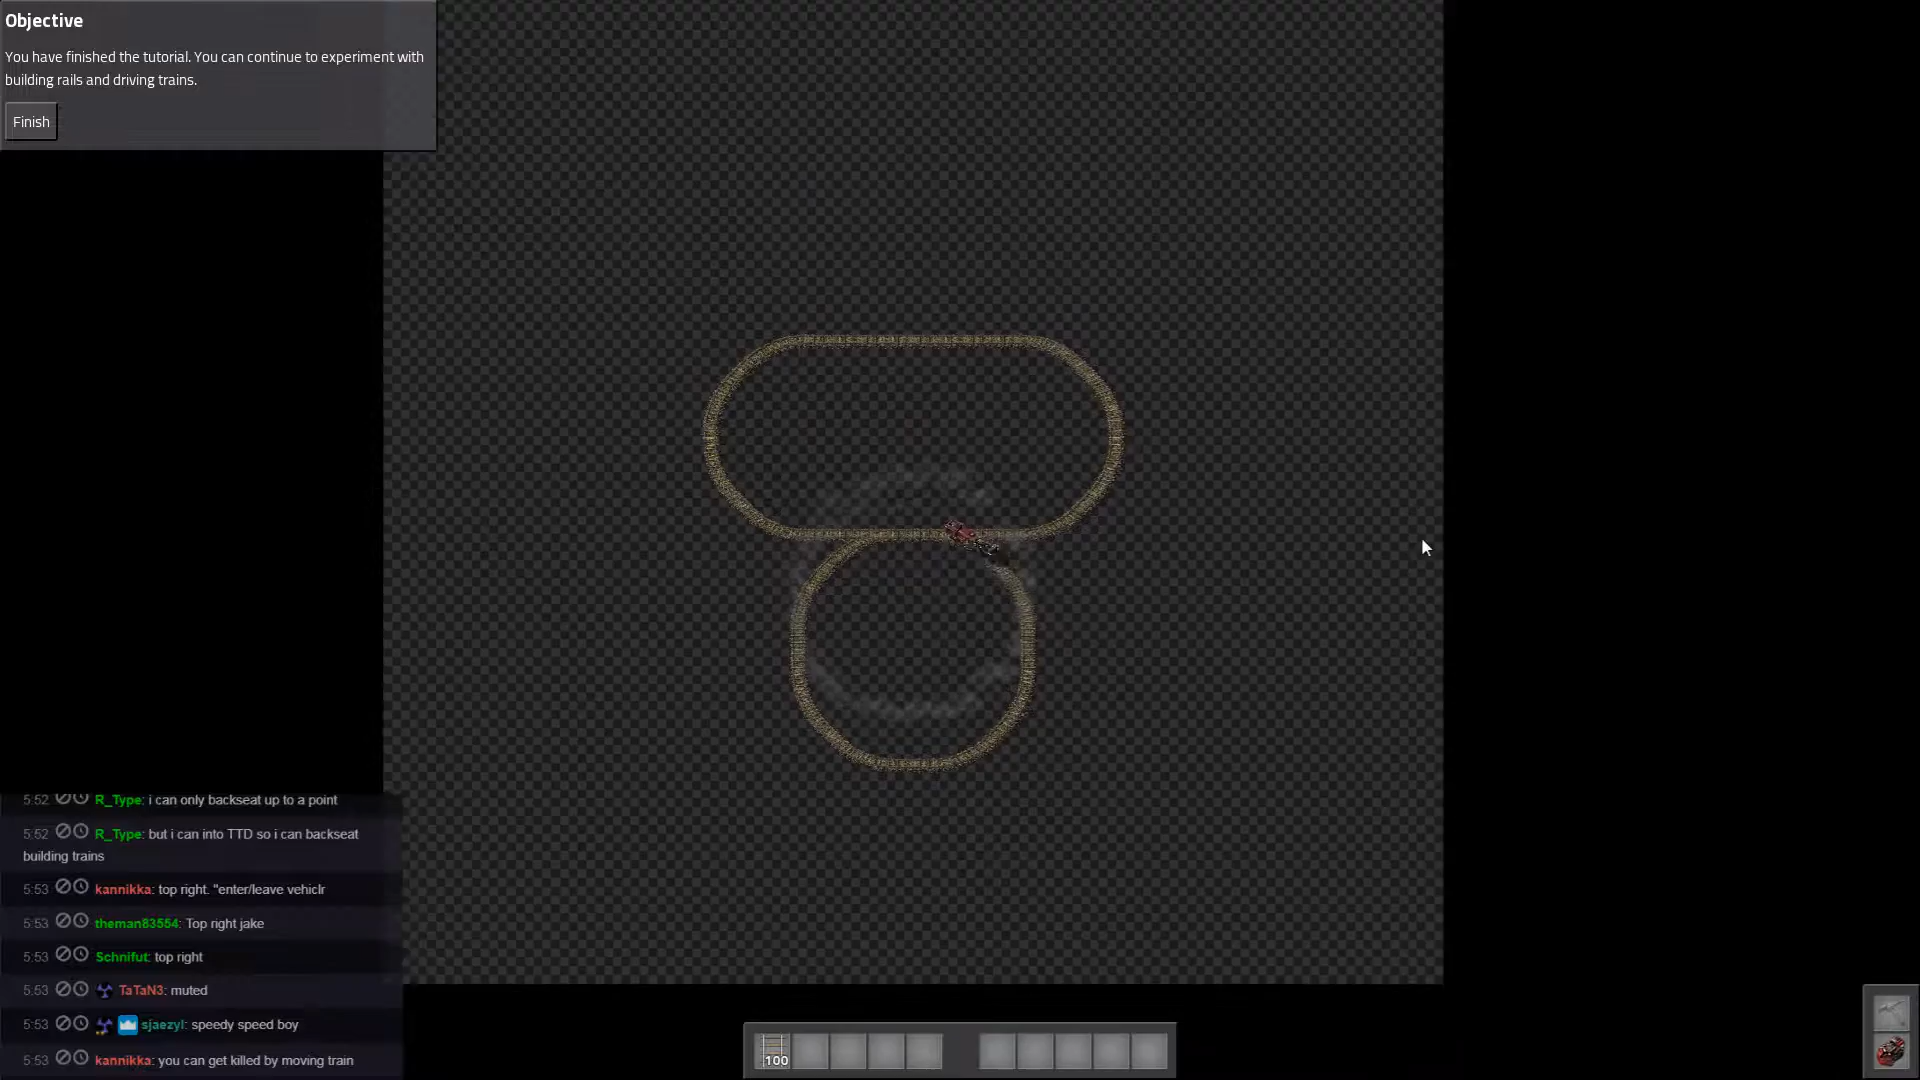 Objective
You have finished the tutorial. You can continue to experiment with
building rails and driving trains.
Finish
5:52 R_Type: i can only backseat up to a point
5:52 R_Type: but i can into TTD so i can backseat
building trains
5:53 kannikka: top right. "enter/leave vehiclr
5:53 theman83554: Top right jake
5:53 Schnifut: top right
5:53 TaTaN3: muted
5:53 sjaezyl: speedy speed boy
5:53 kannikka: you can get killed by moving train
100